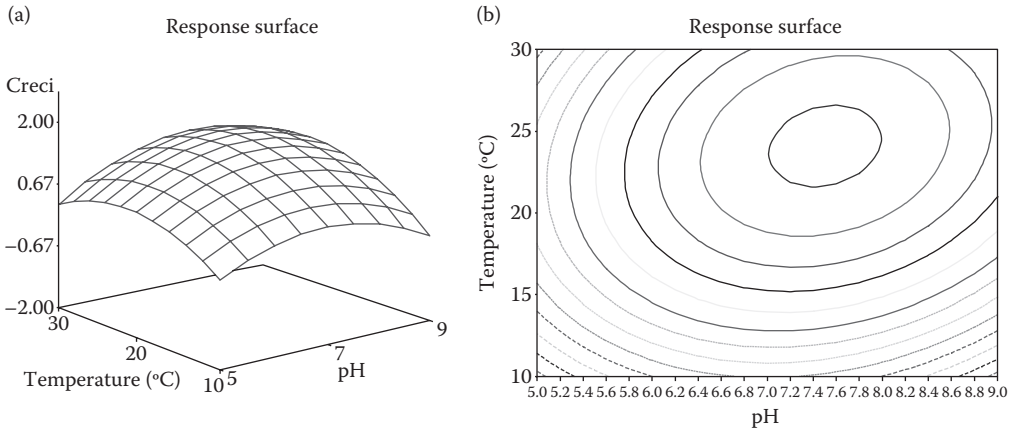 (a)
Response surface
Creci
2.00
0.67
–0.67
–2.00
30
20
10
Temperature (ºC)
5
7
9
pH
(b)
Response surface
30
25
20
15
10
Temperature (ºC)
5.0 5.2 5.4 5.6 5.8 6.0 6.2 6.4 6.6 6.8 7.0 7.2 7.4 7.6 7.8 8.0 8.2 8.4 8.6 8.8 9.0
pH